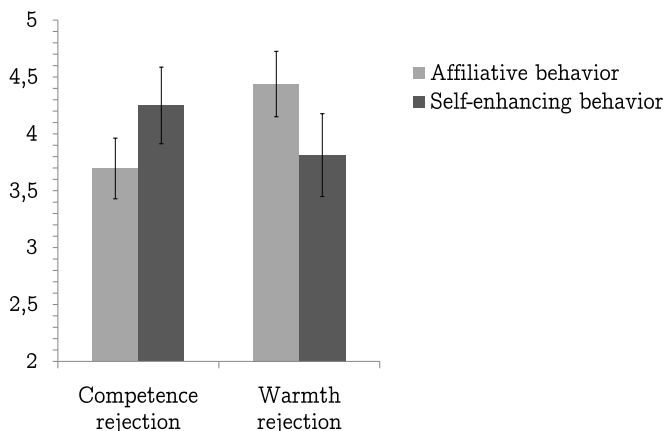 5
4,5
4
3,5
3
2,5
2
Affiliative behavior
Self-enhancing behavior
Competence
rejection
Warmth
rejection